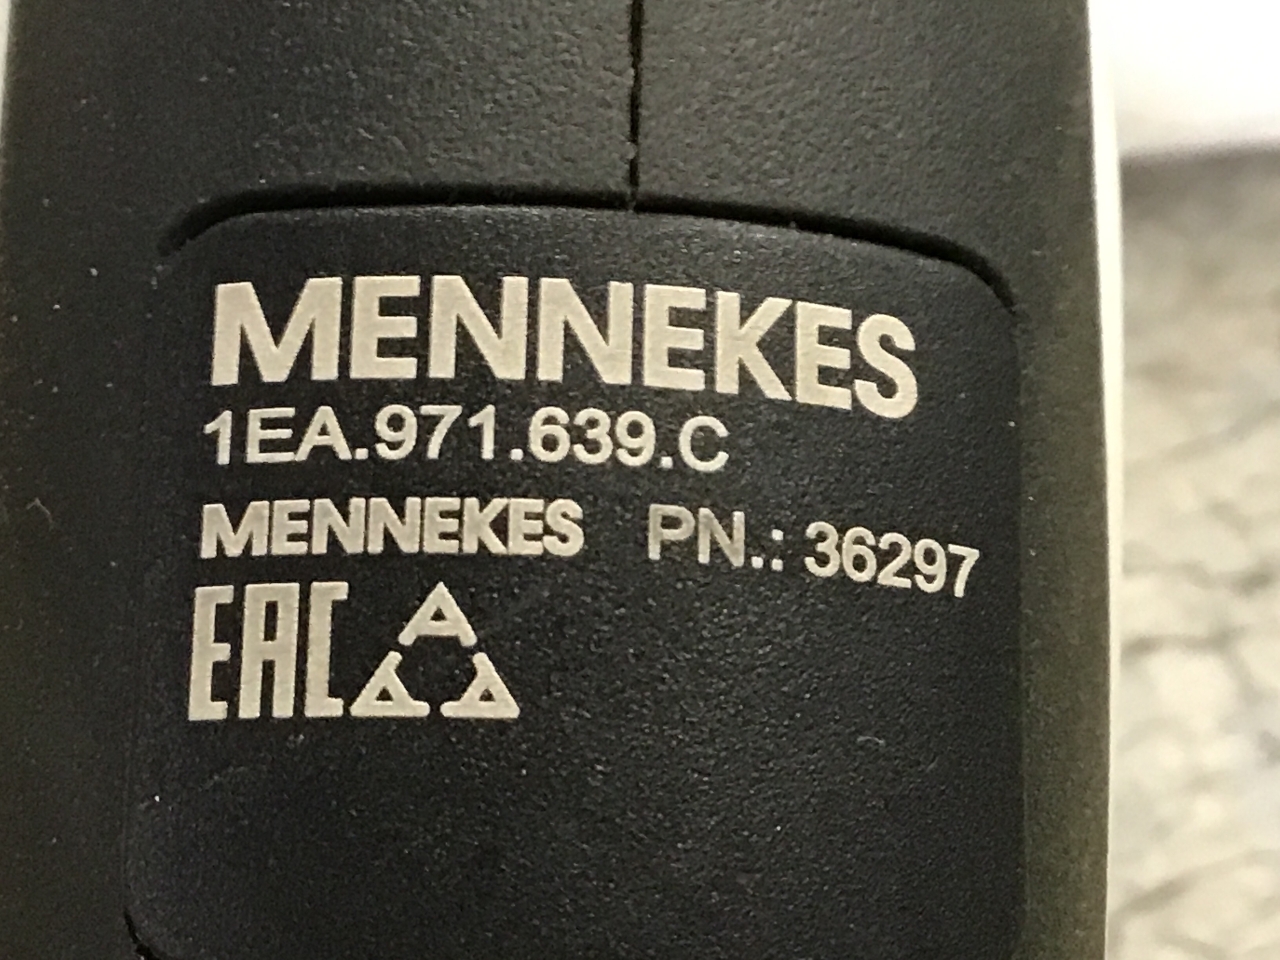 MENNEKES
1EA.971.639.C
MENNEKES PN.: 36297
EAC